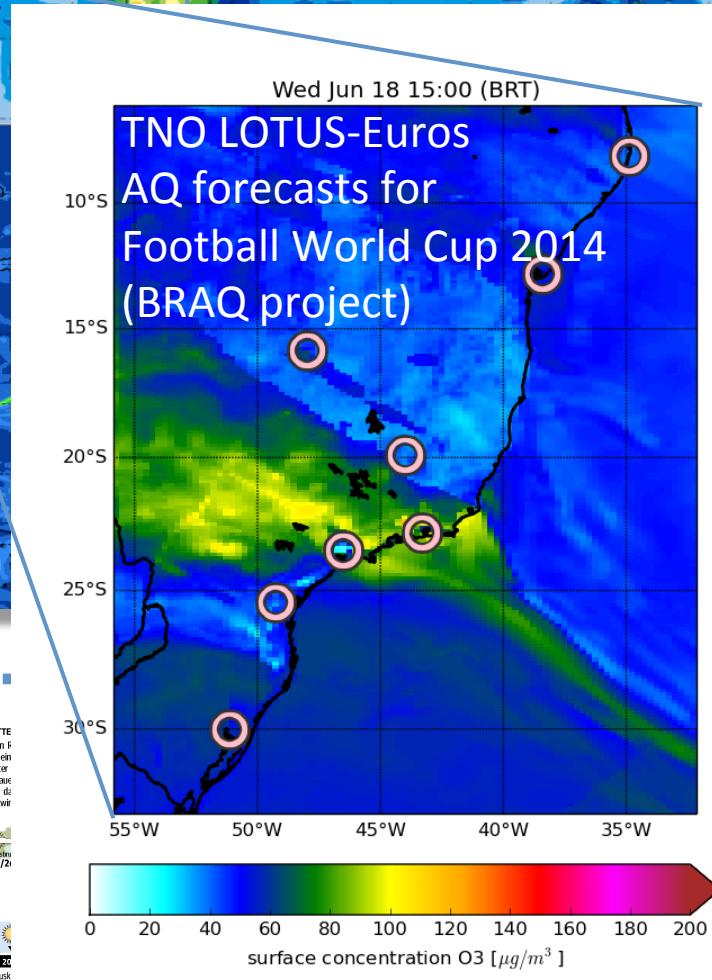 Wed Jun 18 15:00 (BRT)
TNO LOTUS-Euros
AQ forecasts for
Football World Cup 2014
(BRAQ project)
10°S
15°S
20°S
25°S
30°S
55°W 50°W 45°W 40°W 35°W
0 20 40 60 80 100 120 140 160 180 200
surface concentration O3 [μg/m³ ]